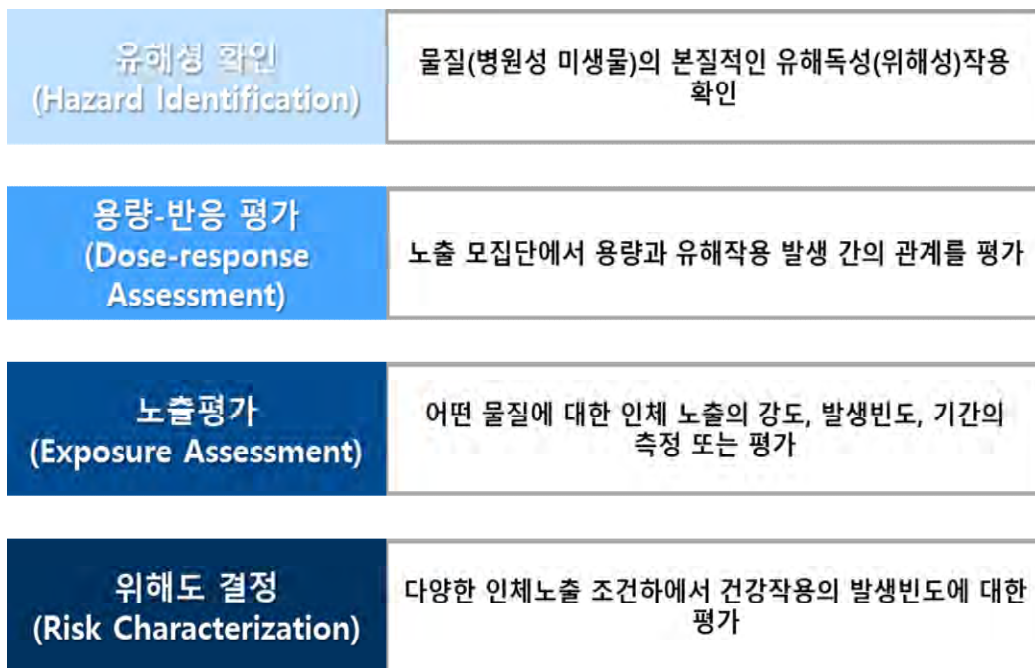 유해성 확인
(Hazard Identification)
물질(병원성 미생물)의 본질적인 유해독성(위해성)작용
확인
용량-반응 평가
(Dose-response
Assessment)
노출 모집단에서 용량과 유해작용 발생 간의 관계를 평가
노출평가
(Exposure Assessment)
어떤 물질에 대한 인체 노출의 강도, 발생빈도, 기간의
측정 또는 평가
위해도 결정
(Risk Characterization)
다양한 인체노출 조건하에서 건강작용의 발생빈도에 대한
평가